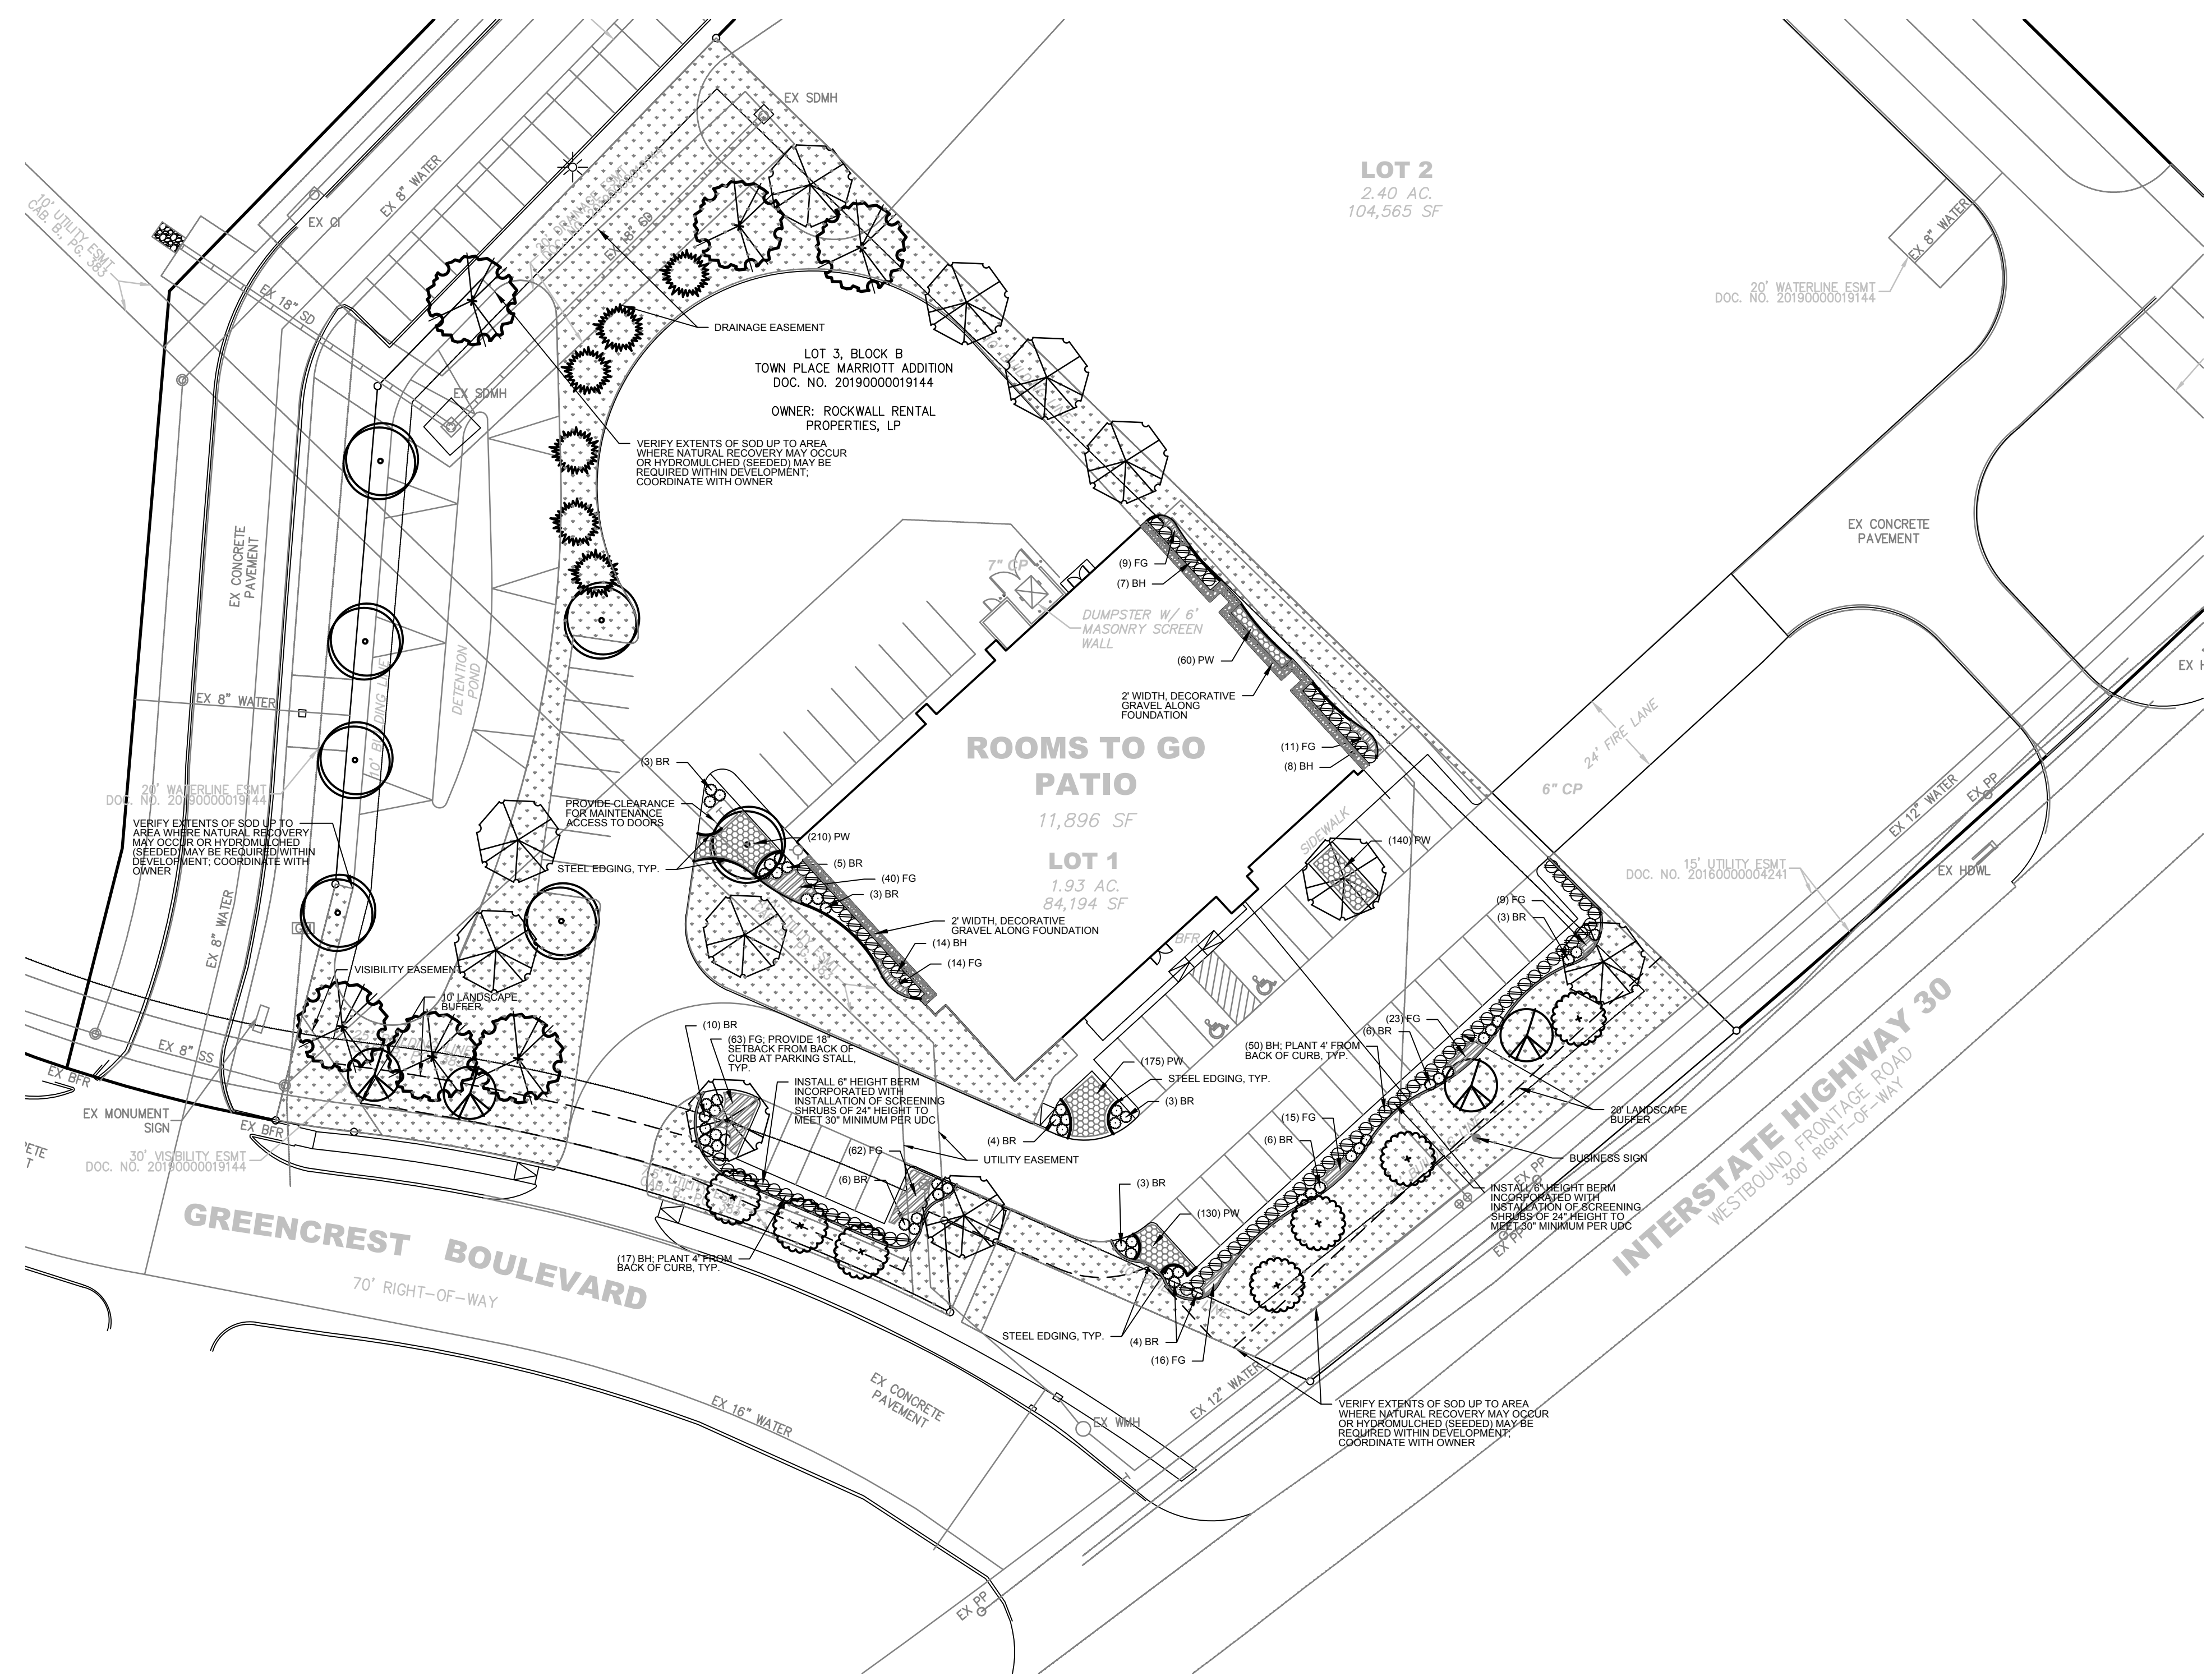 EX SDMH
LOT 2
2.40 AC.
104,565 SF
10' UTILITY ESMT
CAB. B., PG. 383
EX CI
EX 8" WATER
EX 18" SD
EX 18" SD
EX 8" WATER
20' WATERLINE ESMT
DOC. NO. 20190000019144
DRAINAGE EASEMENT
LOT 3, BLOCK B
TOWN PLACE MARRIOTT ADDITION
DOC. NO. 20190000019144
OWNER: ROCKWALL RENTAL
PROPERTIES, LP
EX SDMH
VERIFY EXTENTS OF SOD UP TO AREA
WHERE NATURAL RECOVERY MAY OCCUR
OR HYDROMULCHED (SEEDED) MAY BE
REQUIRED WITHIN DEVELOPMENT;
COORDINATE WITH OWNER
EX CONCRETE
PAVEMENT
EX CONCRETE
PAVEMENT
7" CP
(9) FG
(7) BH
DUMPSTER W/ 6'
MASONRY SCREEN
WALL
(60) PW
2' WIDTH, DECORATIVE
GRAVEL ALONG
FOUNDATION
EX 8" WATER
DETENTION
POND
10' BUILDING LINE
ROOMS TO GO
PATIO
11,896 SF
LOT 1
1.93 AC.
84,194 SF
(11) FG
(8) BH
24' FIRE LANE
6" CP
(3) BR
20' WATERLINE ESMT
DOC. NO. 20190000019144
PROVIDE CLEARANCE
FOR MAINTENANCE
ACCESS TO DOORS
VERIFY EXTENTS OF SOD UP TO
AREA WHERE NATURAL RECOVERY
MAY OCCUR OR HYDROMULCHED
(SEEDED) MAY BE REQUIRED WITHIN
DEVELOPMENT; COORDINATE WITH
OWNER
(210) PW
(5) BR
STEEL EDGING, TYP.
(40) FG
(3) BR
SIDEWALK
(140) PW
EX 12" WATER
EX PP
EX HDWL
15' UTILITY ESMT
DOC. NO. 20160000004241
2' WIDTH, DECORATIVE
GRAVEL ALONG FOUNDATION
(14) BH
(14) FG
(9) FG
(3) BR
BFR
EX 8" WATER
VISIBILITY EASEMENT
10' LANDSCAPE
BUFFER
(10) BR
(63) FG; PROVIDE 18"
SETBACK FROM BACK OF
CURB AT PARKING STALL,
TYP.
INSTALL 6" HEIGHT BERM
INCORPORATED WITH
INSTALLATION OF SCREENING
SHRUBS OF 24" HEIGHT TO
MEET 30" MINIMUM PER UDC
(23) FG
(6) BR
(50) BH; PLANT 4' FROM
BACK OF CURB, TYP.
(175) PW
STEEL EDGING, TYP.
(3) BR
(4) BR
EX 8" SS
EX BFR
EX MONUMENT
SIGN
EX BFR
30' VISIBILITY ESMT
DOC. NO. 20190000019144
(62) FG
(6) BR
UTILITY EASEMENT
(15) FG
(6) BR
20' LANDSCAPE
BUFFER
BUSINESS SIGN
EX PP
INSTALL 6" HEIGHT BERM
INCORPORATED WITH
INSTALLATION OF SCREENING
SHRUBS OF 24" HEIGHT TO
MEET 30" MINIMUM PER UDC
EX PP
INTERSTATE HIGHWAY 30
WESTBOUND FRONTAGE ROAD
300' RIGHT-OF-WAY
(3) BR
(130) PW
GREENCREST BOULEVARD
70' RIGHT-OF-WAY
(17) BH; PLANT 4' FROM
BACK OF CURB, TYP.
STEEL EDGING, TYP.
(4) BR
(16) FG
EX 12" WATER
EX CONCRETE
PAVEMENT
EX 16" WATER
EX WMH
VERIFY EXTENTS OF SOD UP TO AREA
WHERE NATURAL RECOVERY MAY OCCUR
OR HYDROMULCHED (SEEDED) MAY BE
REQUIRED WITHIN DEVELOPMENT;
COORDINATE WITH OWNER
EX PP